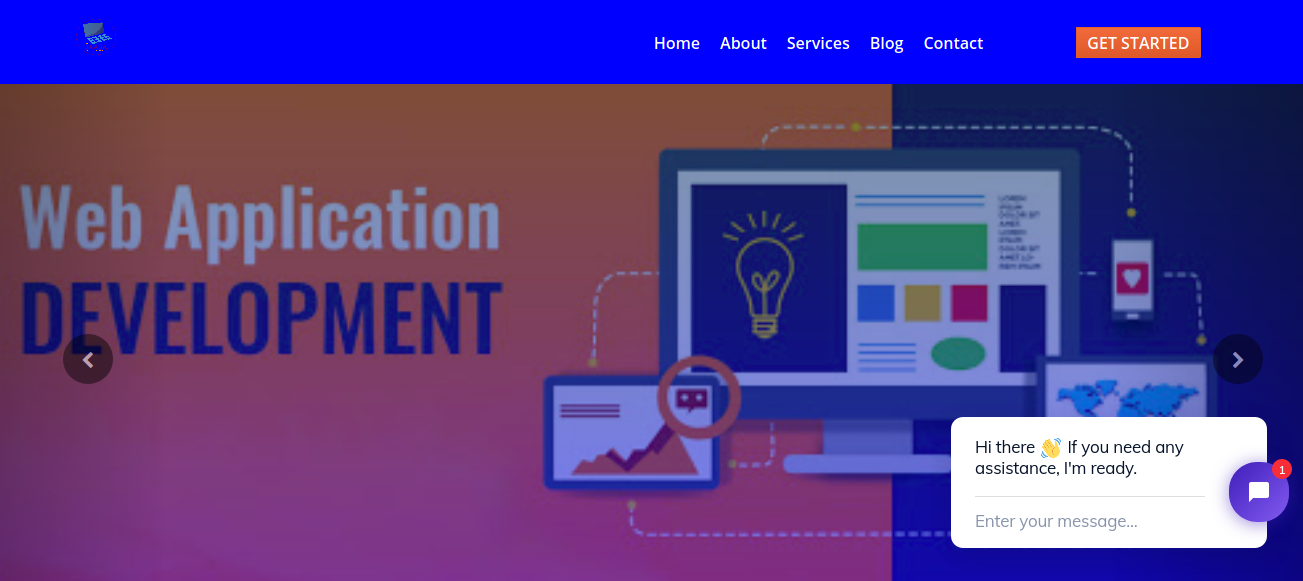 Home About Services Blog Contact GET STARTED
Web Application
DEVELOPMENT
LOREM
IPSUM
DOLOR SIT
AMET
LOREM
IPSUM
DOLOR SIT
AMET LO
REM IPSUM
Hi there 👋 If you need any
assistance, I'm ready.
1
Enter your message...